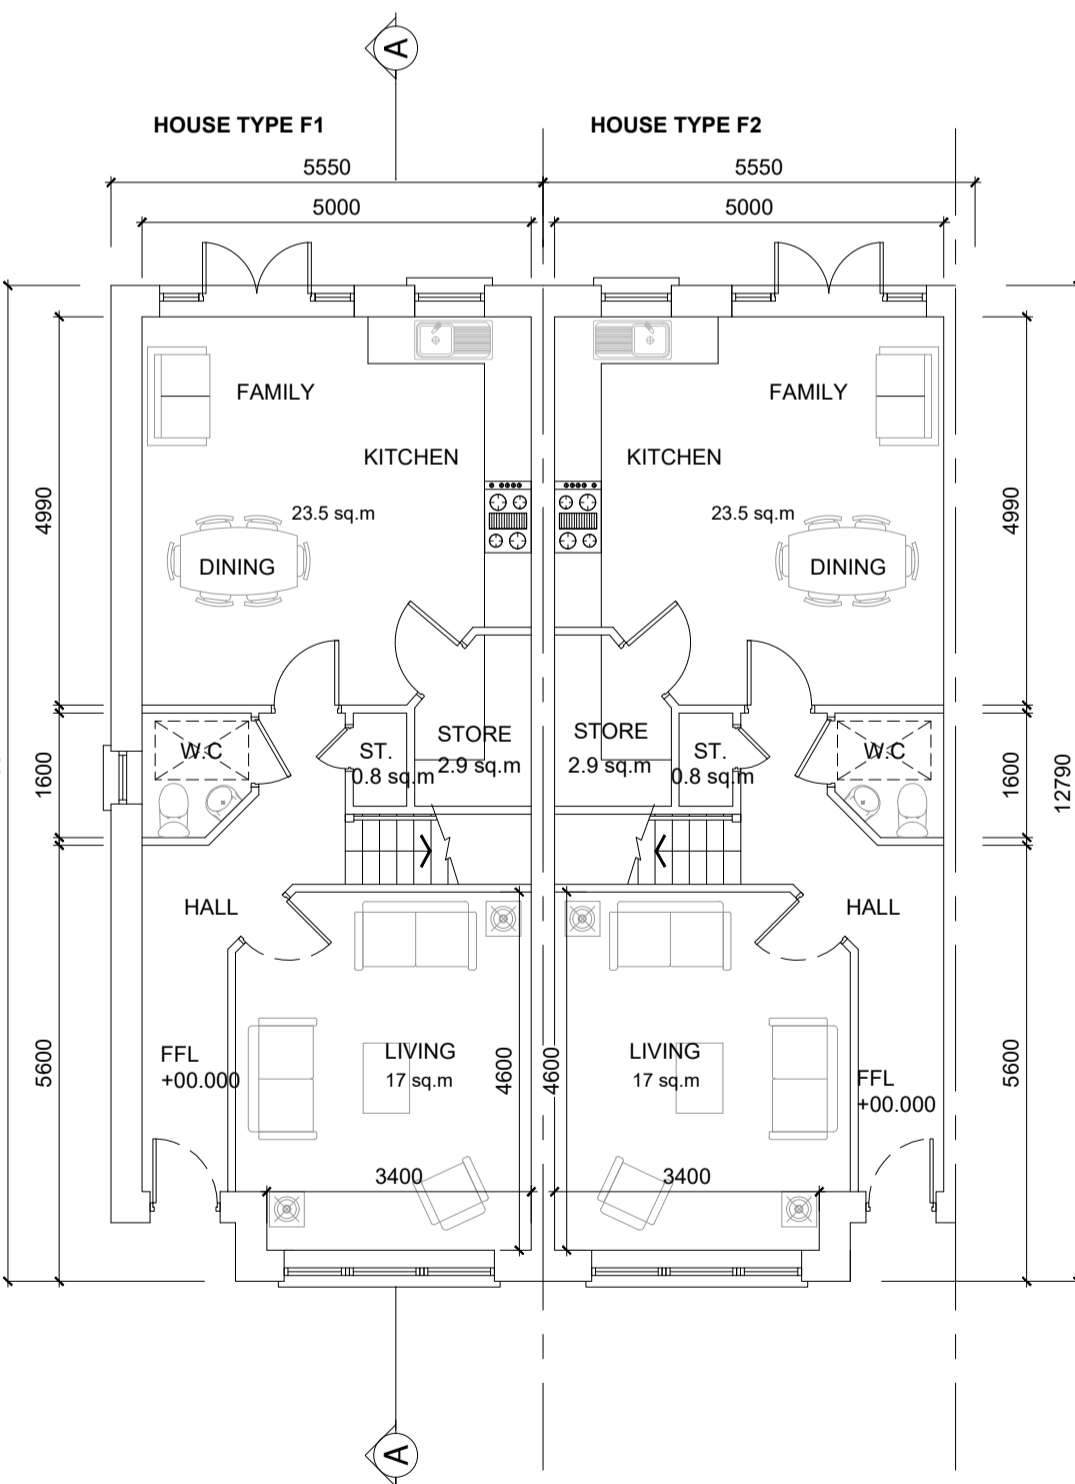 A
HOUSE TYPE F1
HOUSE TYPE F2
5550
5550
5000
5000
FAMILY
FAMILY
KITCHEN
KITCHEN
4990
23.5 sq.m
23.5 sq.m
4990
DINING
DINING
STORE
STORE
W.C
ST.
ST.
W.C
0.8 sq.m
2.9 sq.m
2.9 sq.m
0.8 sq.m
1600
1600
12790
HALL
HALL
FFL
+00.000
LIVING
17 sq.m
LIVING
17 sq.m
FFL
+00.000
5600
4600
4600
5600
3400
3400
A